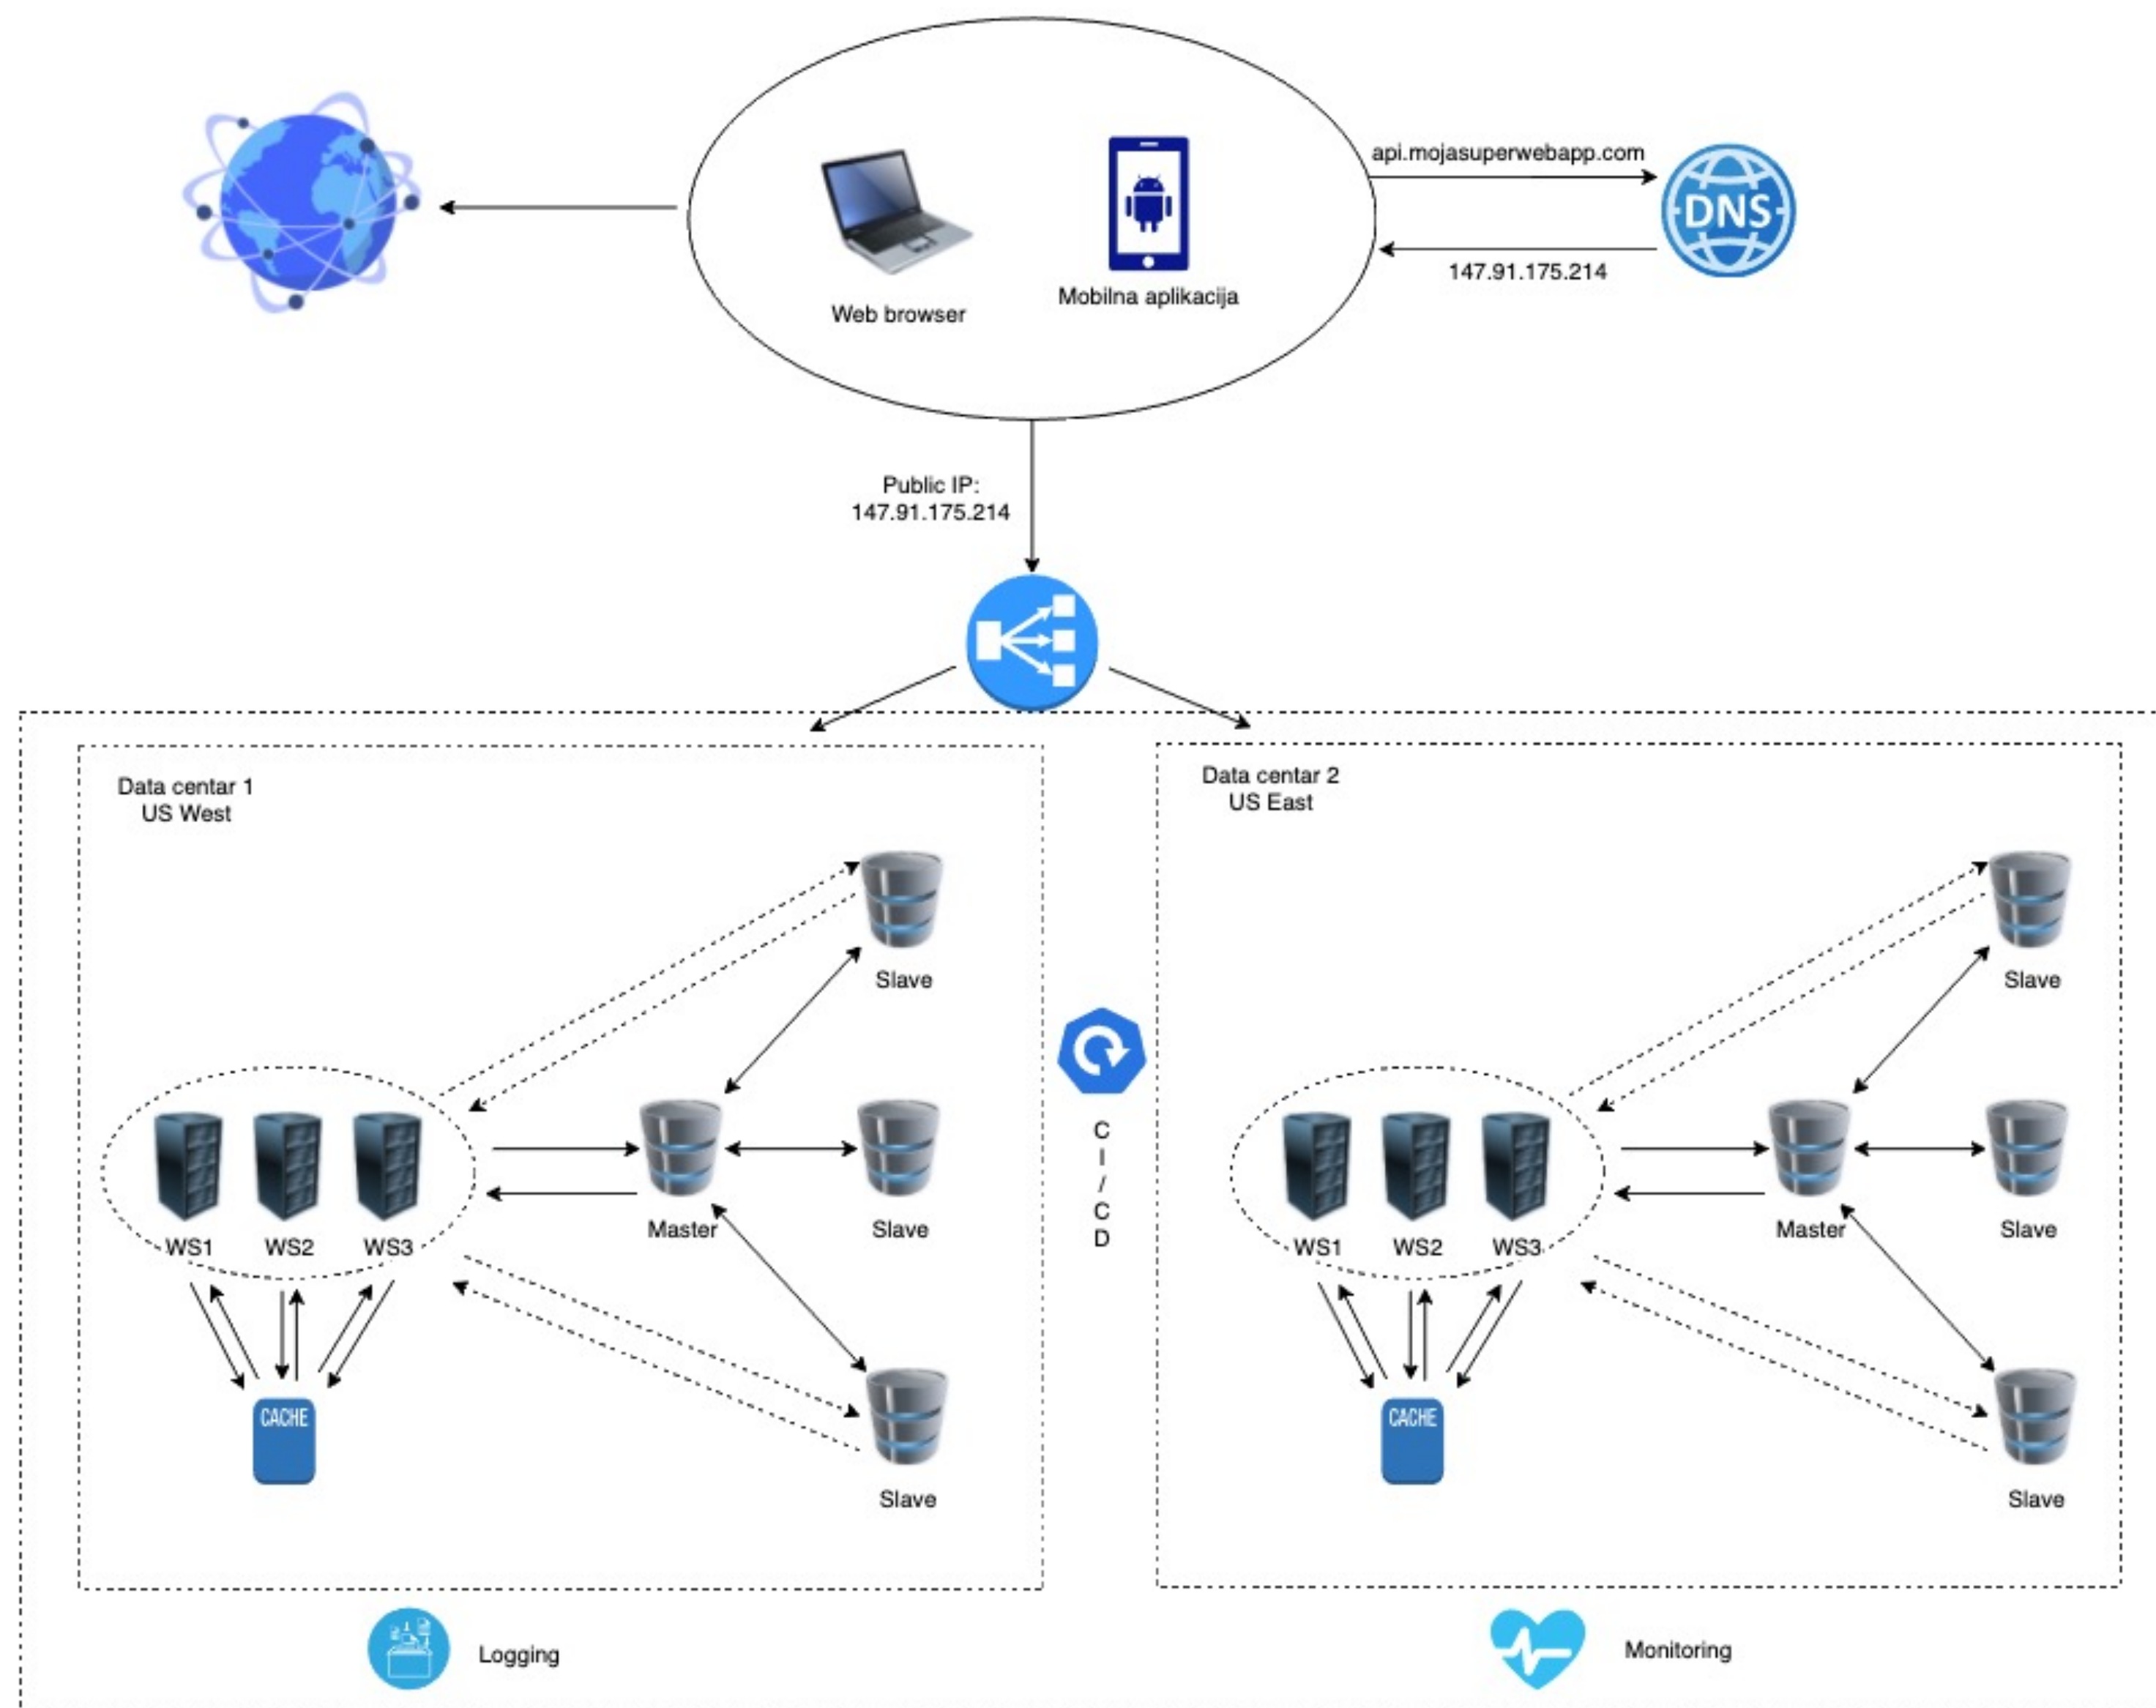 api.mojasuperwebapp.com
DNS
147.91.175.214
Web browser
Mobilna aplikacija
Public IP:
147.91.175.214
Data centar 1
US West
Slave
Master
Slave
WS1
WS2
WS3
CACHE
Slave
C
I
/
C
D
Data centar 2
US East
Slave
Master
Slave
WS1
WS2
WS3
CACHE
Slave
Logging
Monitoring